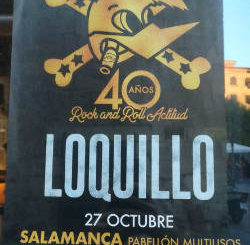 40 AÑOS
Rock and Roll Actitud
LOQUILLO
27 OCTUBRE
SALAMANCA PABELLÓN MULTIUSOS